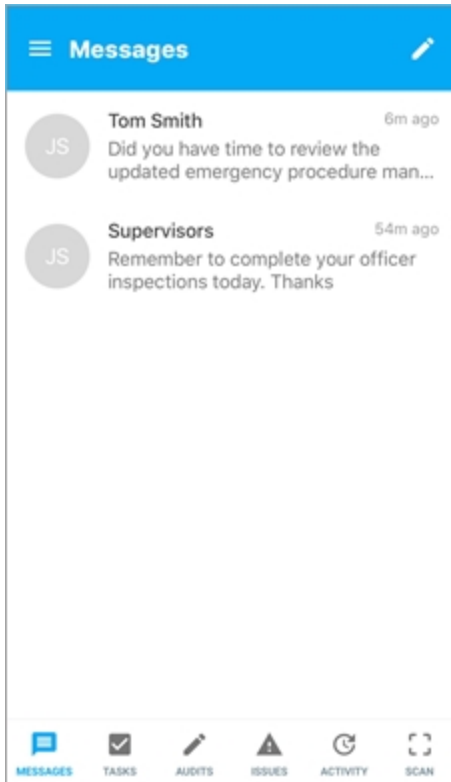 Messages
JS
Tom Smith
6m ago
Did you have time to review the
updated emergency procedure man...
JS
Supervisors
54m ago
Remember to complete your officer
inspections today. Thanks
MESSAGES
TASKS
AUDITS
ISSUES
ACTIVITY
SCAN